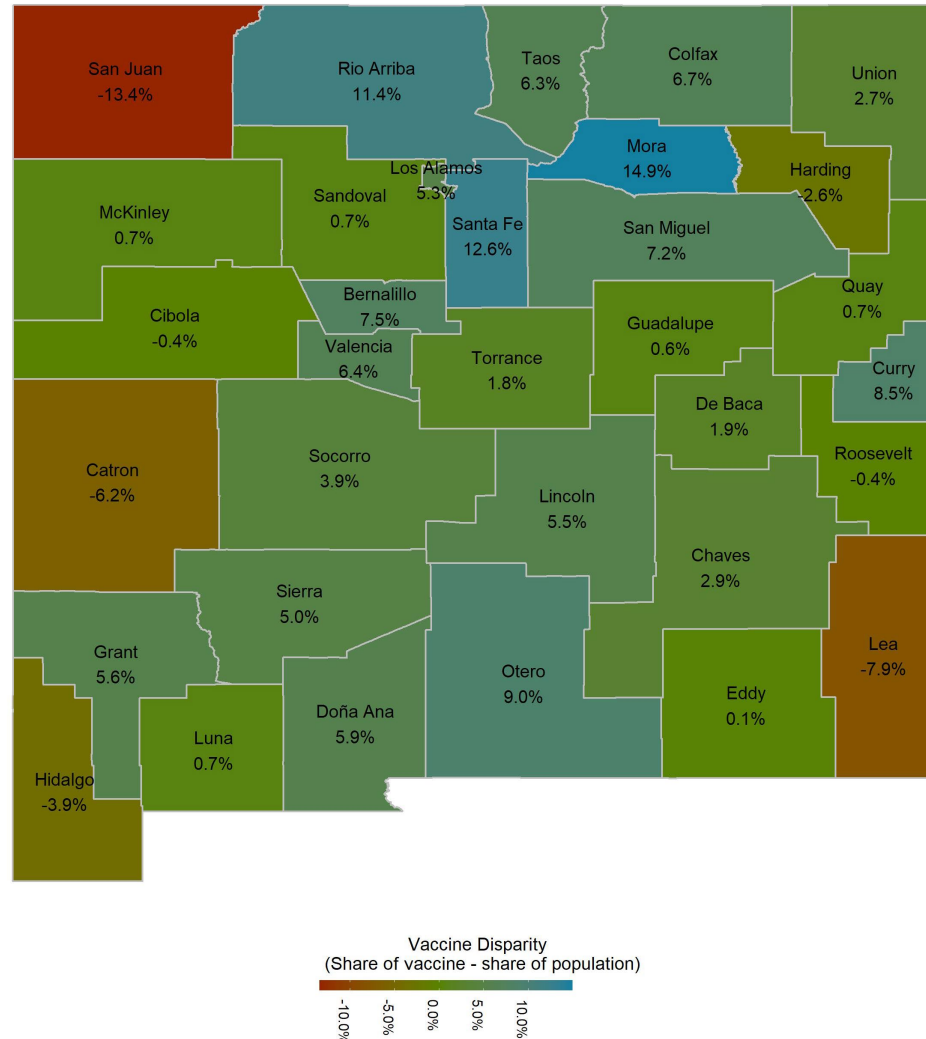 San Juan
-13.4%
Rio Arriba
11.4%
Taos
6.3%
Colfax
6.7%
Union
2.7%
Mora
14.9%
Harding
-2.6%
Los Alamos
5.3%
Sandoval
0.7%
McKinley
0.7%
Santa Fe
12.6%
San Miguel
7.2%
Quay
0.7%
Bernalillo
7.5%
Cibola
-0.4%
Guadalupe
0.6%
Valencia
6.4%
Torrance
1.8%
Curry
8.5%
De Baca
1.9%
Roosevelt
-0.4%
Catron
-6.2%
Socorro
3.9%
Lincoln
5.5%
Chaves
2.9%
Sierra
5.0%
Grant
5.6%
Otero
9.0%
Lea
-7.9%
Eddy
0.1%
Doña Ana
5.9%
Luna
0.7%
Hidalgo
-3.9%
Vaccine Disparity
(Share of vaccine - share of population)
-10.0%
-5.0%
0.0%
5.0%
10.0%